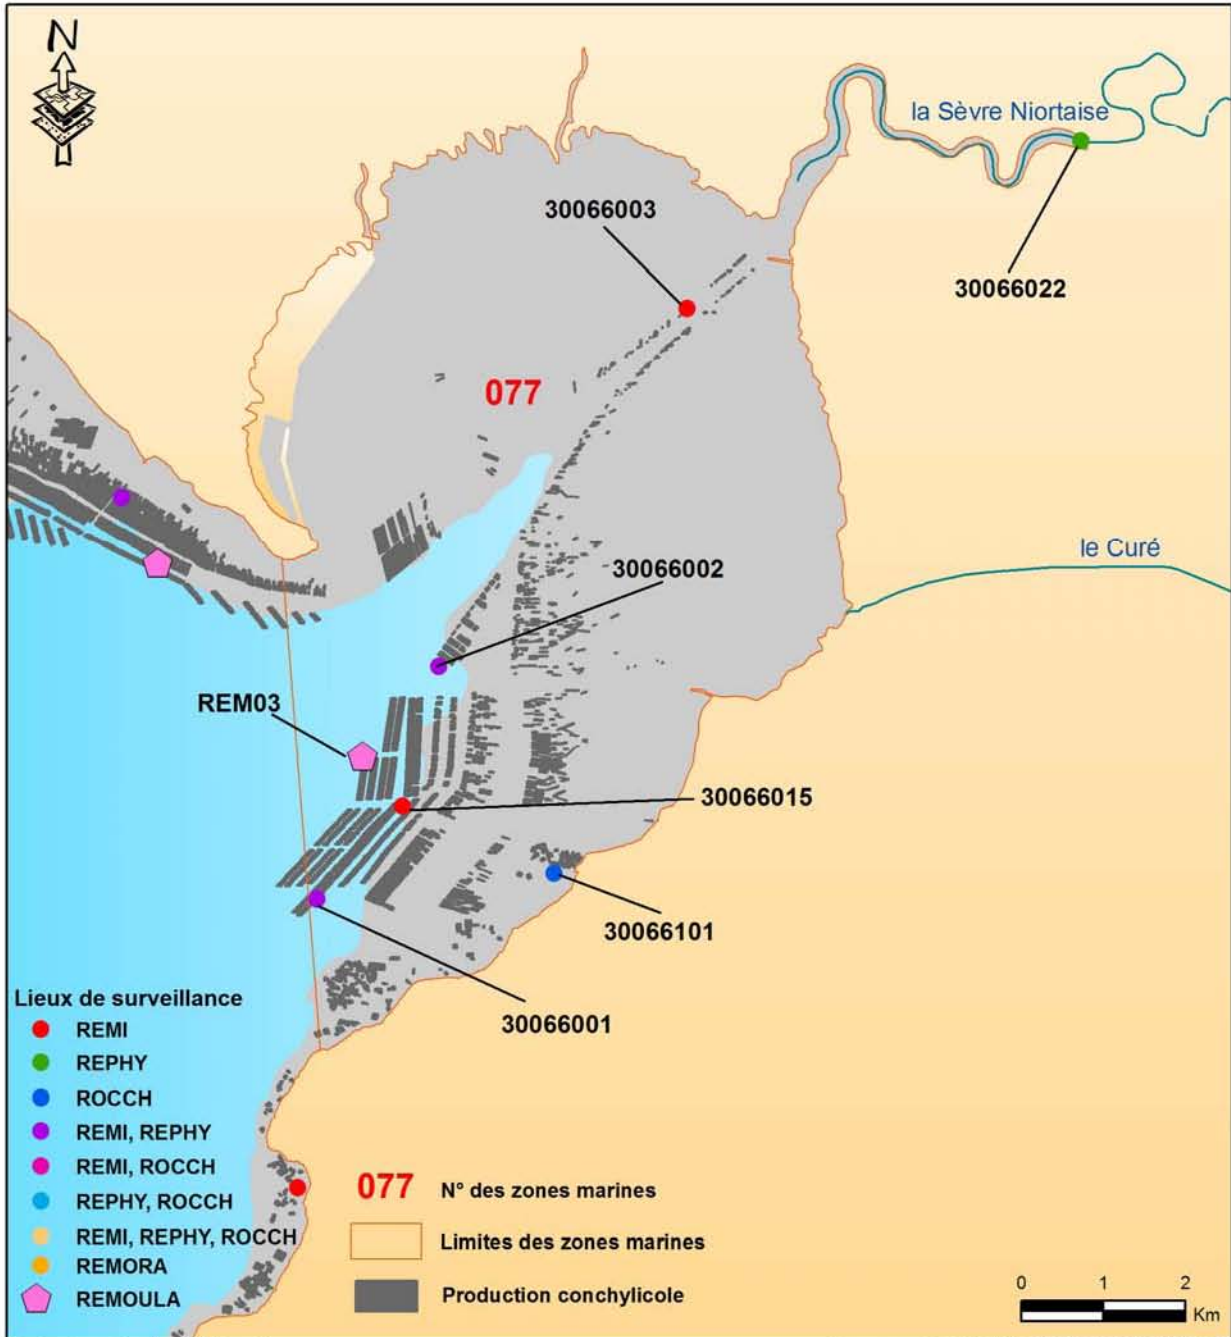 N
la Sèvre Niortaise
30066003
30066022
077
30066002
le Curé
REM03
30066015
30066101
30066001
Lieux de surveillance
REMI
REPHY
ROCCH
REMI, REPHY
REMI, ROCCH
REPHY, ROCCH
REMI, REPHY, ROCCH
REMORA
REMOULA
077 N° des zones marines
Limites des zones marines
Production conchylicole
0 1 2
Km